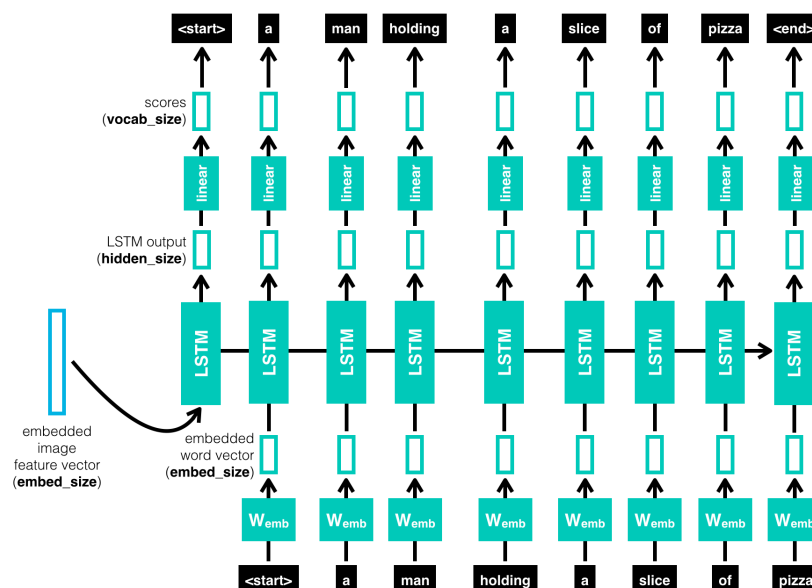 <start> a man holding a slice of pizza <end>
scores
(vocab_size)
linear linear linear linear linear linear linear linear linear
LSTM output
(hidden_size)
LSTM LSTM LSTM LSTM LSTM LSTM LSTM LSTM LSTM
embedded
image
feature vector
(embed_size)
embedded
word vector
(embed_size)
Wemb Wemb Wemb Wemb Wemb Wemb Wemb Wemb
<start> a man holding a slice of pizza